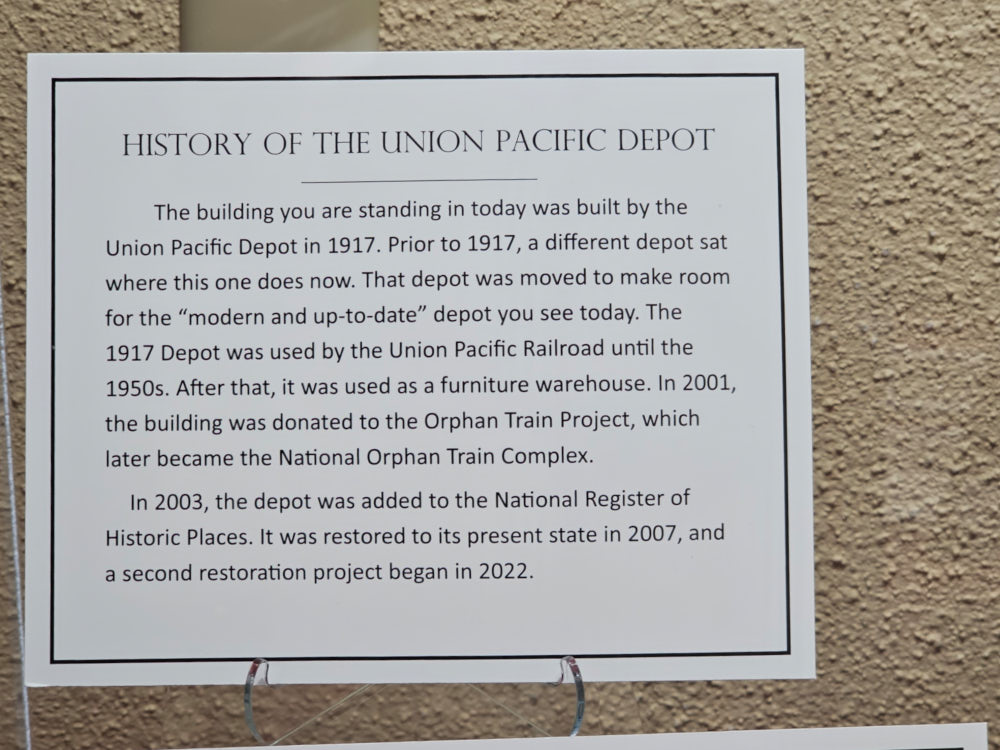 HISTORY OF THE UNION PACIFIC DEPOT
The building you are standing in today was built by the
Union Pacific Depot in 1917. Prior to 1917, a different depot sat
where this one does now. That depot was moved to make room
for the “modern and up-to-date” depot you see today. The
1917 Depot was used by the Union Pacific Railroad until the
1950s. After that, it was used as a furniture warehouse. In 2001,
the building was donated to the Orphan Train Project, which
later became the National Orphan Train Complex.
In 2003, the depot was added to the National Register of
Historic Places. It was restored to its present state in 2007, and
a second restoration project began in 2022.